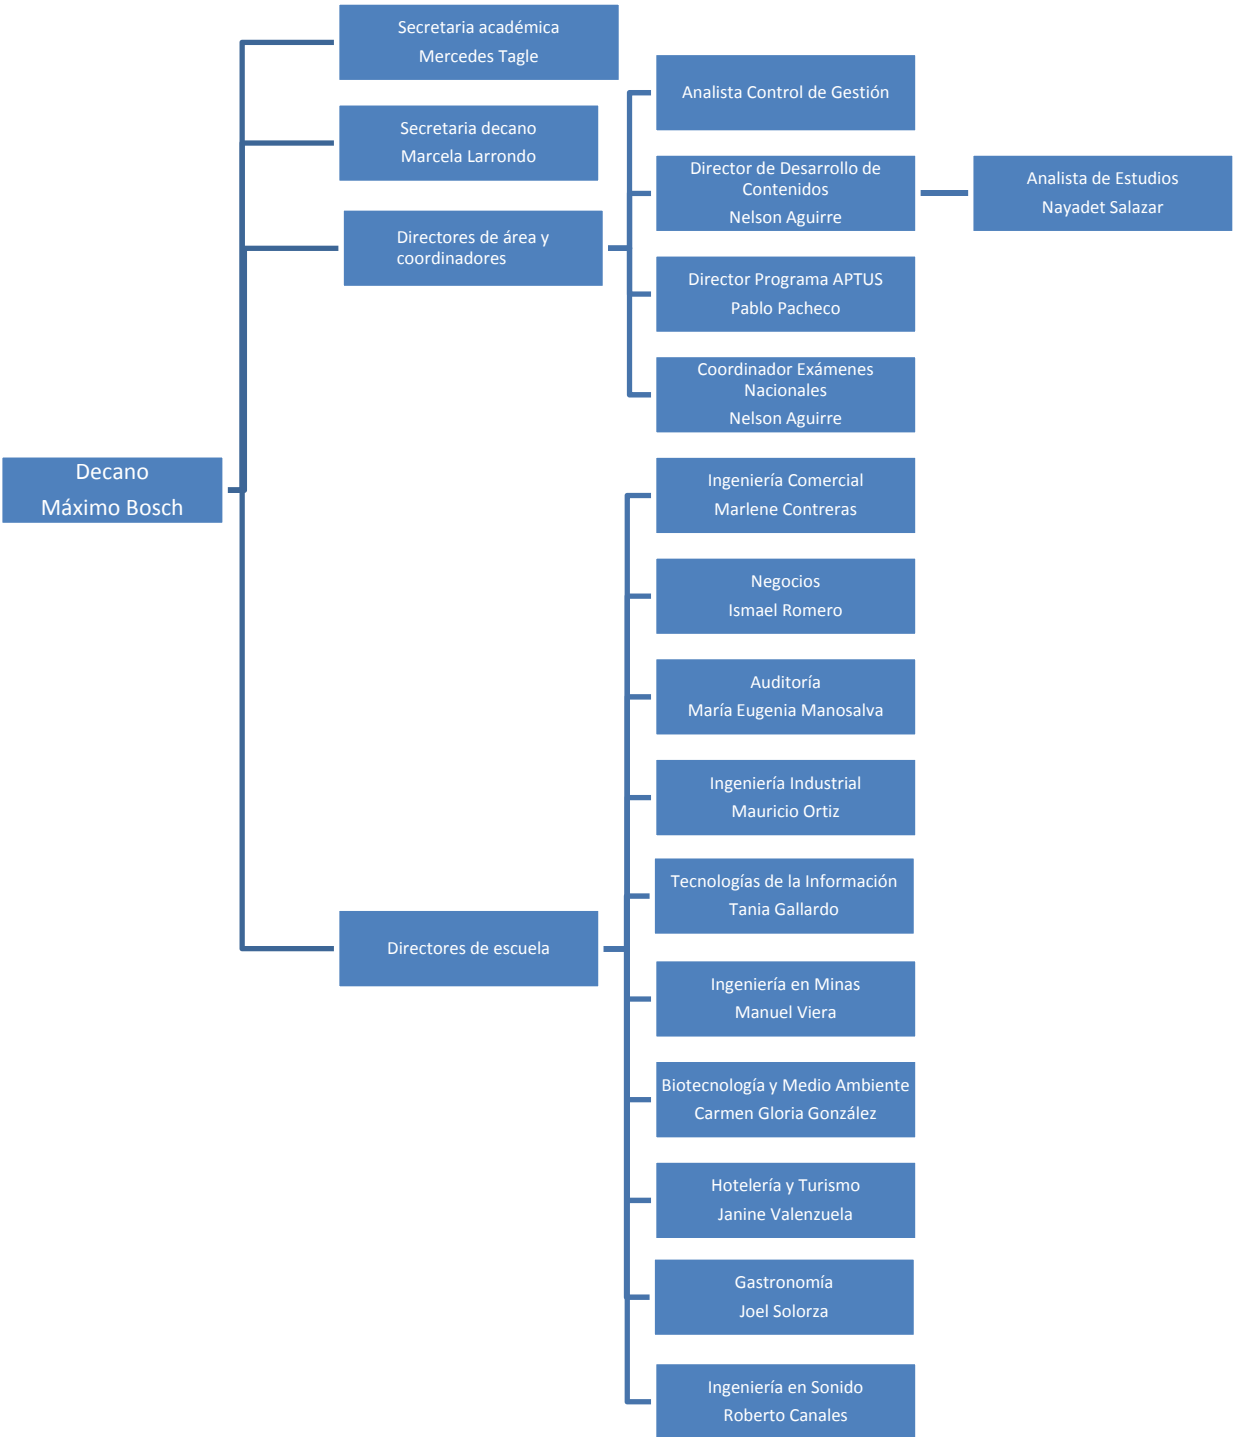 Secretaria académica
Mercedes Tagle
Secretaria decano
Marcela Larrondo
Directores de área y
coordinadores
Analista Control de Gestión
Director de Desarrollo de
Contenidos
Nelson Aguirre
Analista de Estudios
Nayadet Salazar
Director Programa APTUS
Pablo Pacheco
Coordinador Exámenes
Nacionales
Nelson Aguirre
Decano
Máximo Bosch
Ingeniería Comercial
Marlene Contreras
Negocios
Ismael Romero
Auditoría
María Eugenia Manosalva
Ingeniería Industrial
Mauricio Ortiz
Tecnologías de la Información
Tania Gallardo
Directores de escuela
Ingeniería en Minas
Manuel Viera
Biotecnología y Medio Ambiente
Carmen Gloria González
Hotelería y Turismo
Janine Valenzuela
Gastronomía
Joel Solorza
Ingeniería en Sonido
Roberto Canales